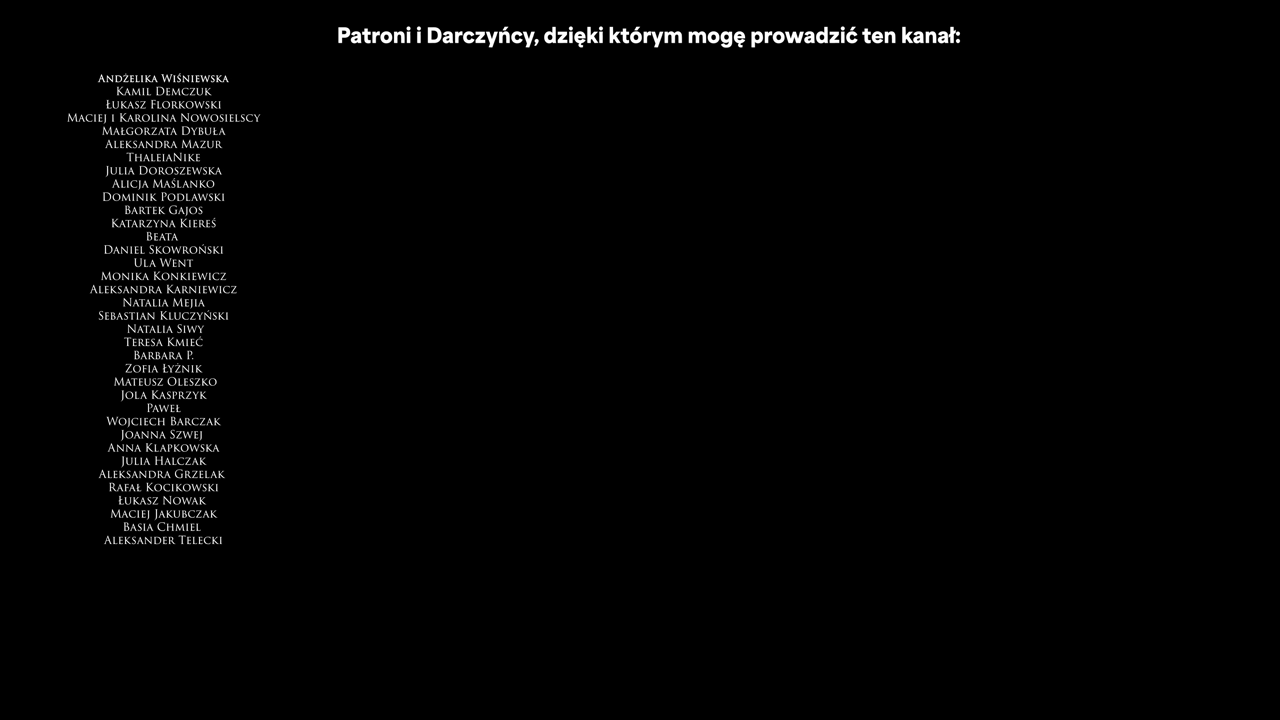 Patroni i Darczyńcy, dzięki którym mogę prowadzić ten kanał:
Andżelika Wiśniewska
Kamil Demczuk
Łukasz Florkowski
Maciej i Karolina Nowosielscy
Małgorzata Dybuła
Aleksandra Mazur
ThaleiaNike
Julia Doroszewska
Alicja Maślanko
Dominik Podlawski
Bartek Gajos
Katarzyna Kiereś
Beata
Daniel Skowroński
Ula Went
Monika Konkiewicz
Aleksandra Karniewicz
Natalia Mejia
Sebastian Kluczyński
Natalia Siwy
Teresa Kmieć
Barbara P.
Zofia Łyżnik
Mateusz Oleszko
Jola Kasprzyk
Paweł
Wojciech Barczak
Joanna Szwej
Anna Klapkowska
Julia Halczak
Aleksandra Grzelak
Rafał Kocikowski
Łukasz Nowak
Maciej Jakubczak
Basia Chmiel
Aleksander Telecki